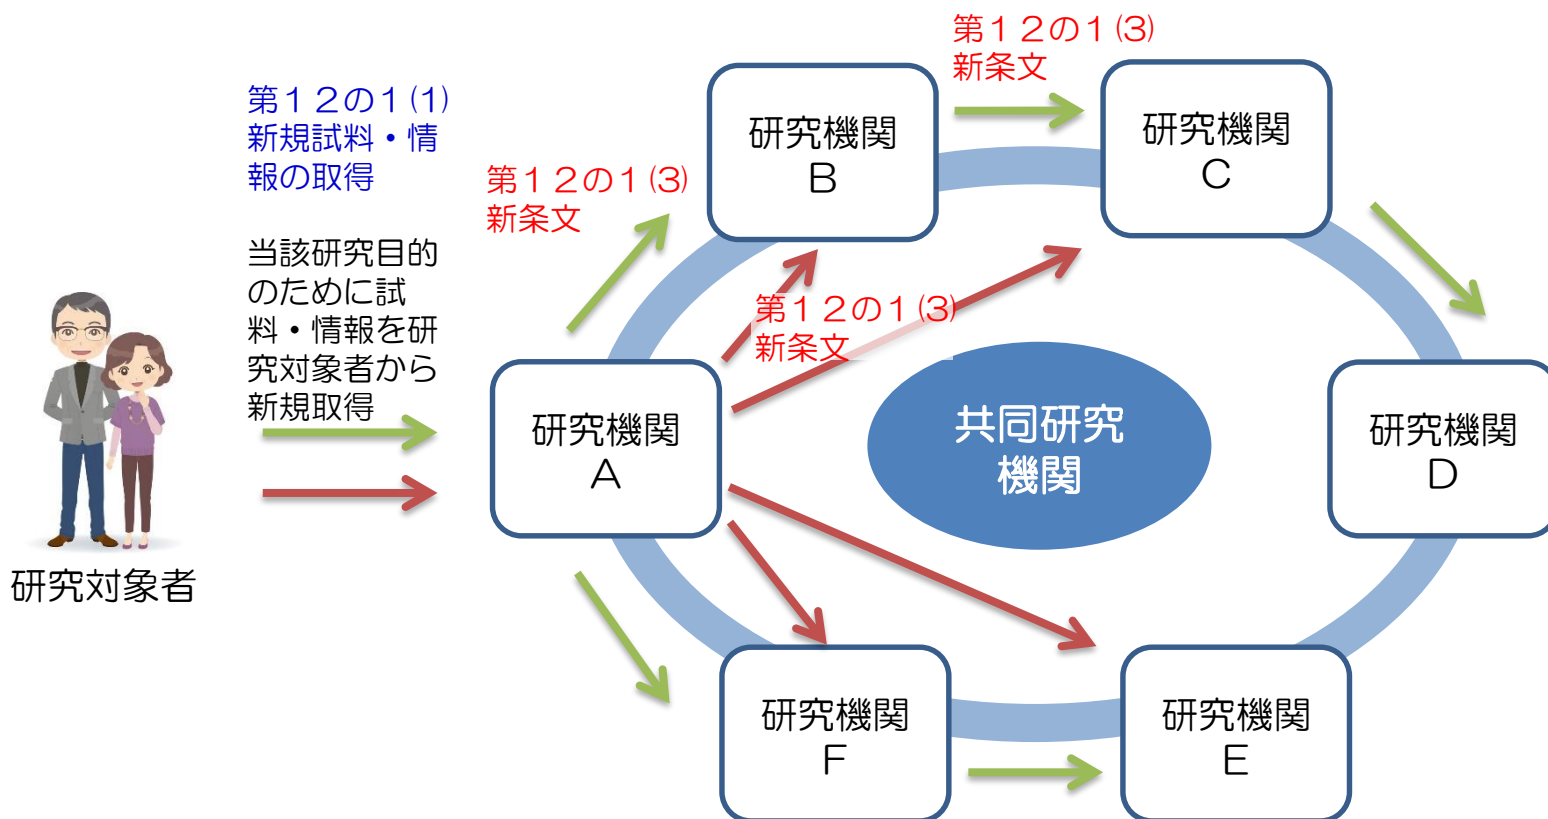 第１２の１(3)
新条文
第１２の１(1)
新規試料・情
報の取得
研究機関
B
研究機関
C
第１２の１(3)
新条文
当該研究目的
のために試
料・情報を研
究対象者から
新規取得
第１２の１(3)
新条文
共同研究
機関
研究機関
A
研究機関
D
研究対象者
研究機関
F
研究機関
E